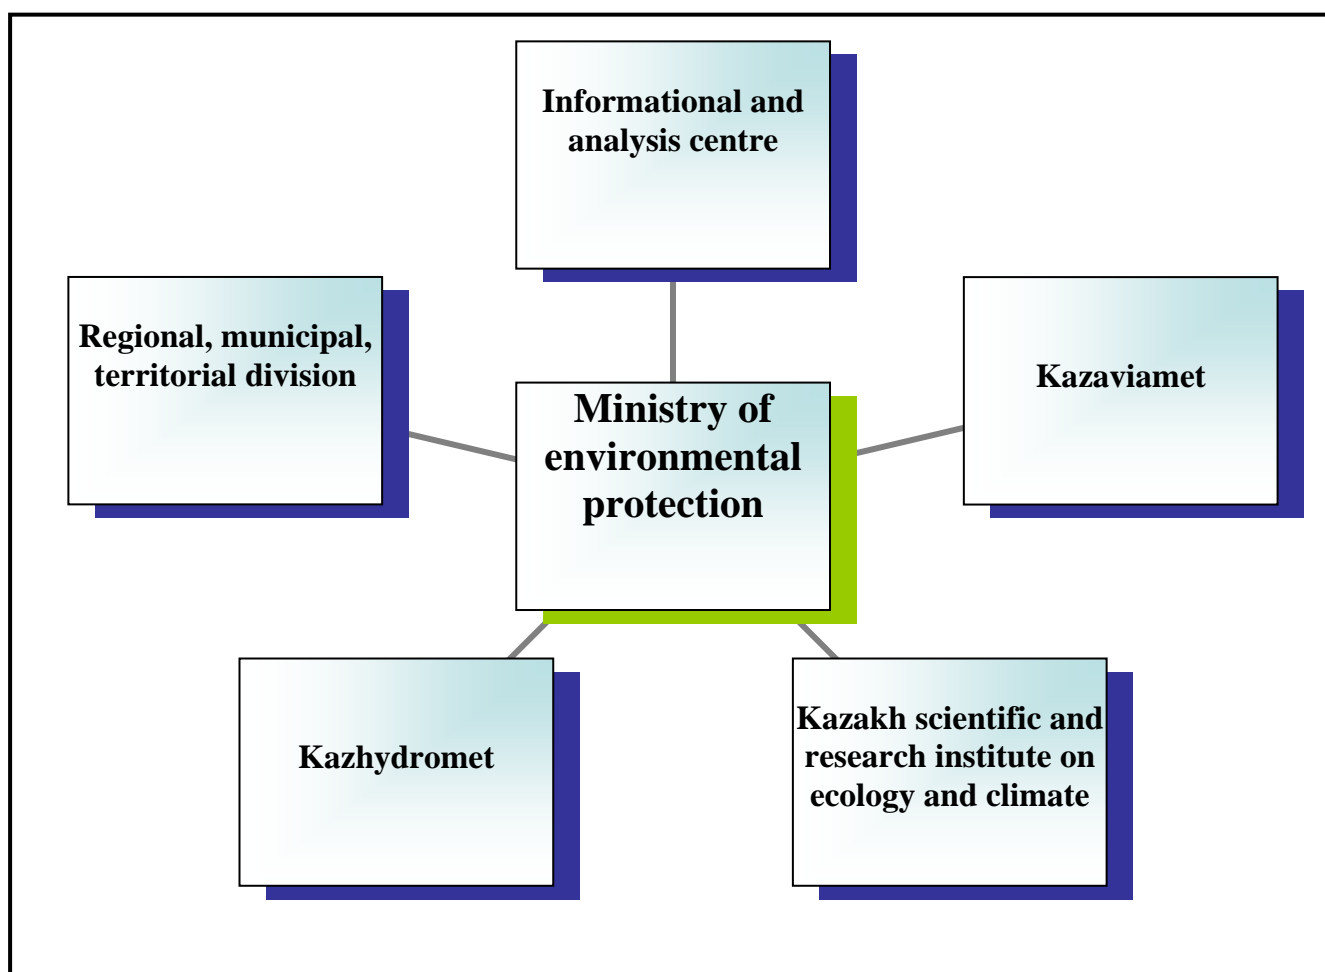 Informational and
analysis centre
Regional, municipal,
territorial division
Kazaviamet
Ministry of
environmental
protection
Kazhydromet
Kazakh scientific and
research institute on
ecology and climate